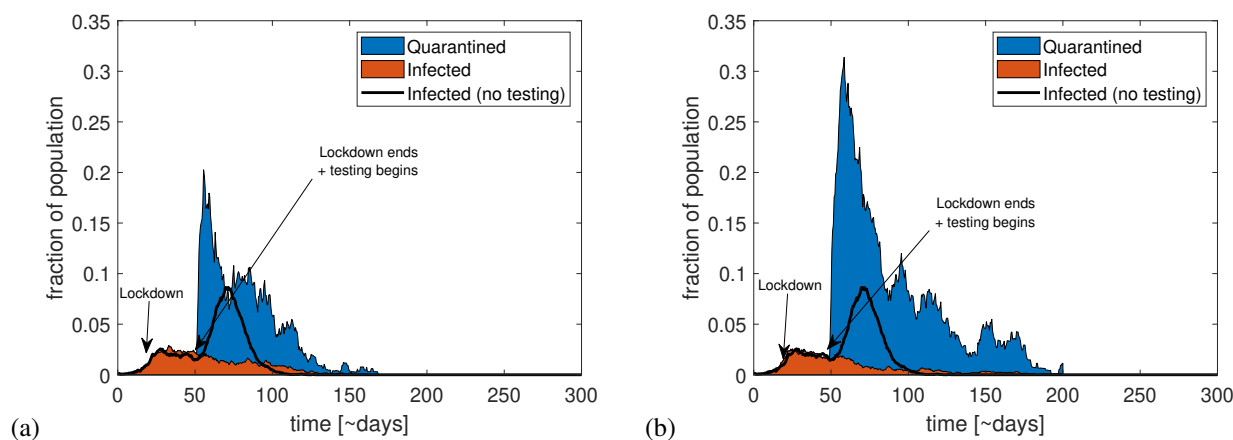 0.35
0.3
0.25
0.2
0.15
0.1
0.05
0
fraction of population
Quarantined
Infected
Infected (no testing)
Lockdown ends
+ testing begins
Lockdown
0 50 100 150 200 250 300
time [~days]
(a)
0.35
0.3
0.25
0.2
0.15
0.1
0.05
0
fraction of population
Quarantined
Infected
Infected (no testing)
Lockdown ends
+ testing begins
Lockdown
0 50 100 150 200 250 300
time [~days]
(b)